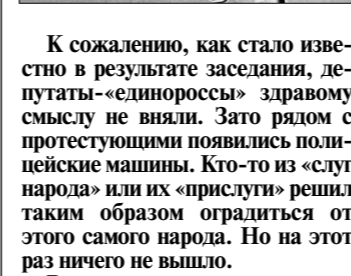 К сожалению, как стало изве-
стно в результате заседания, де-
путаты-«единороссы» здравому
смыслу не вняли. Зато рядом с
протестующими появились поли-
цейские машины. Кто-то из «слуг
народа» или их «прислуги» решил
таким образом оградиться от
этого самого народа. Но на этот
раз ничего не вышло.